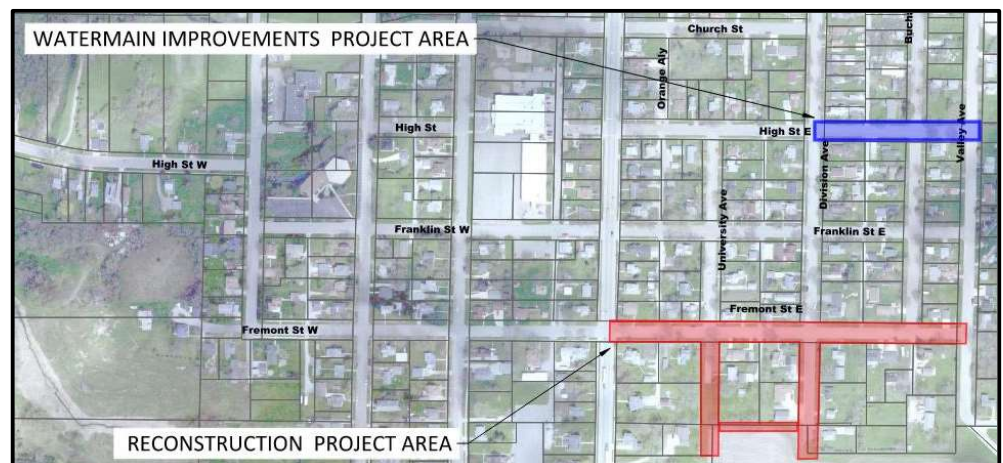 WATERMAIN IMPROVEMENTS PROJECT AREA
Church St
Orange Aly
High St
High St E
High St W
Division Ave
Valley Ave
University Ave
Franklin St W
Franklin St E
Fremont St E
Fremont St W
RECONSTRUCTION PROJECT AREA